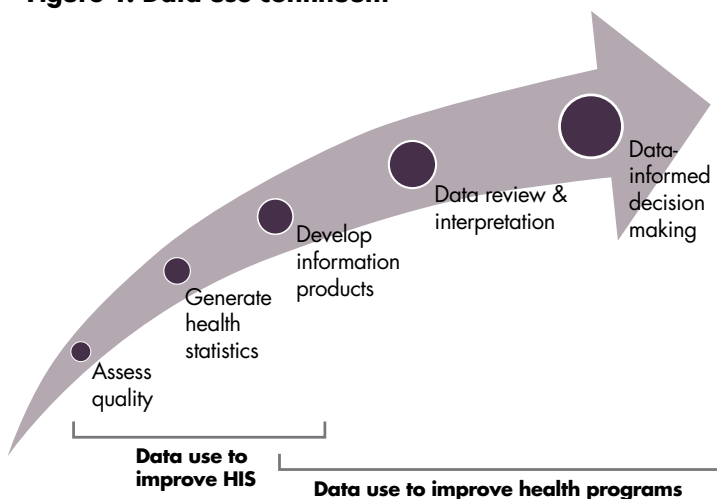 Data-
informed
decision
making
Data review &
interpretation
Develop
information
products
Generate
health
statistics
Assess
quality
Data use to
improve HIS
Data use to improve health programs